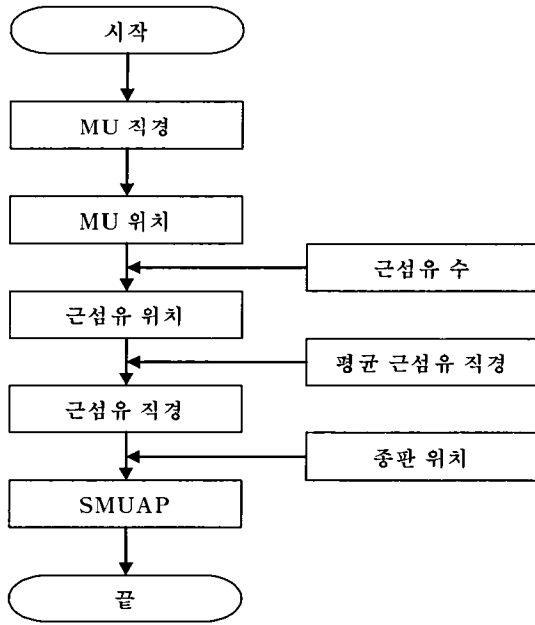 시작
MU 직경
MU 위치
근섬유 수
근섬유 위치
평균 근섬유 직경
근섬유 직경
종판 위치
SMUAP
끝